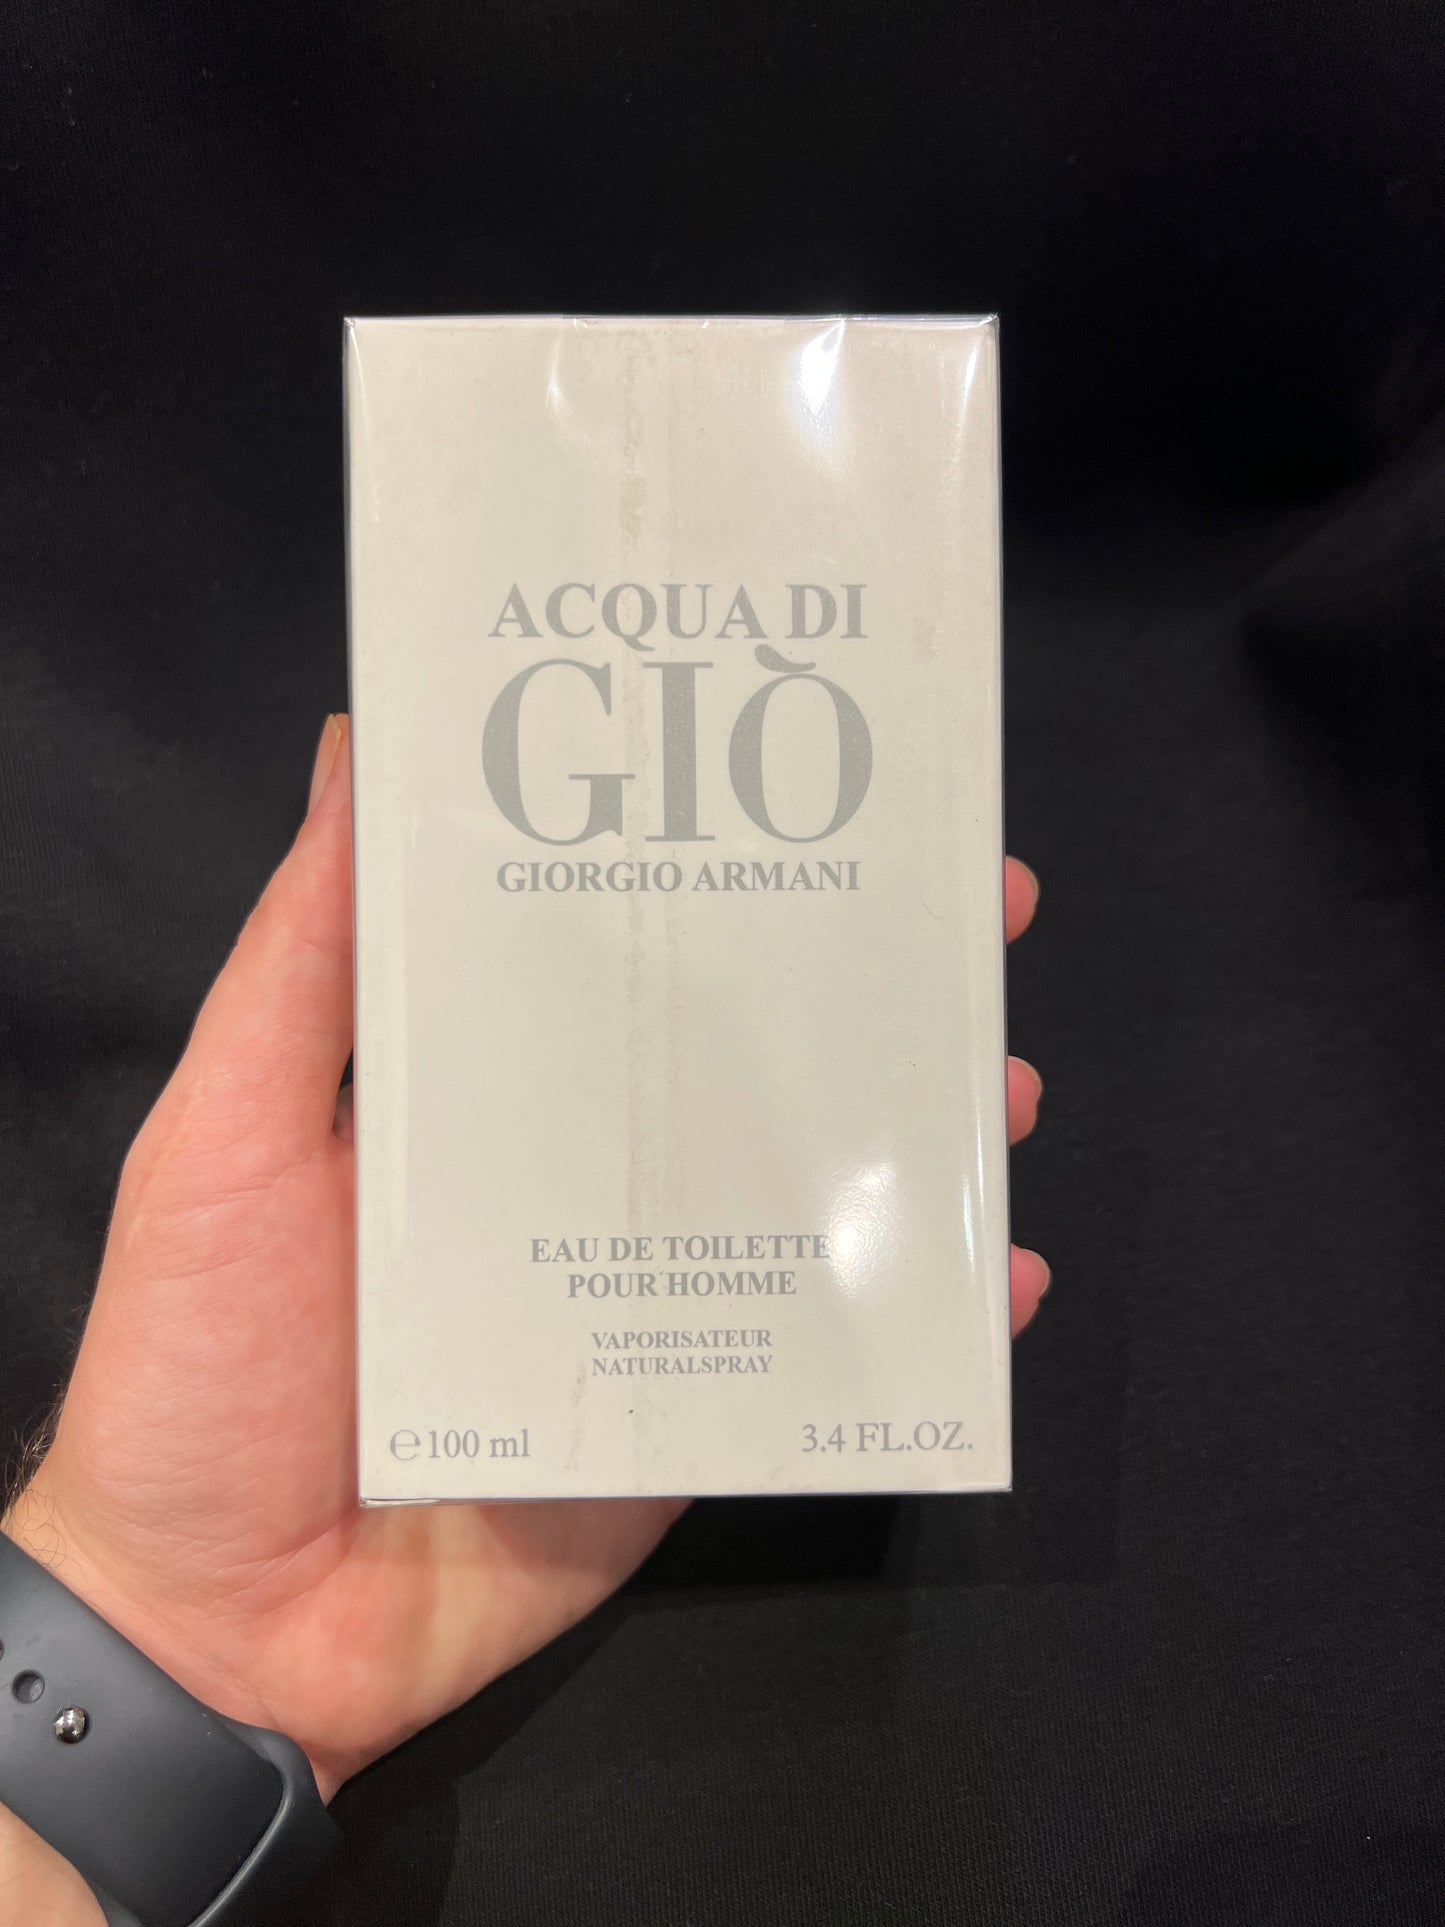 ACQUA DI
GIÒ
GIORGIO ARMANI
EAU DE TOILETTE
POUR HOMME
VAPORISATEUR
NATURALSPRAY
℮100 ml 3.4 FL.OZ.